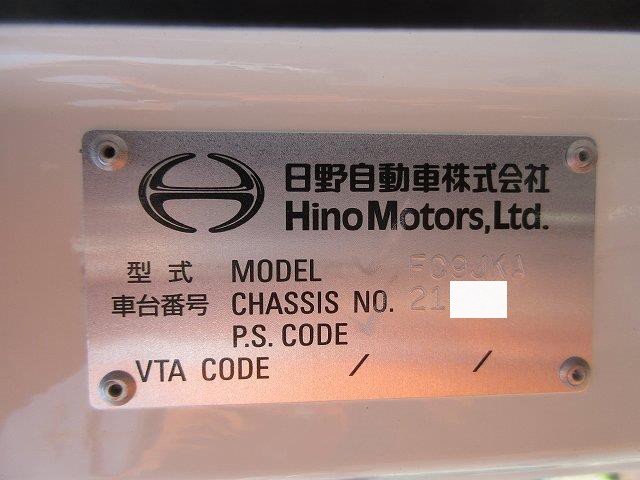 日野自動車株式会社
Hino Motors, Ltd.
型式 MODEL FC9JKA
車台番号 CHASSIS NO. 21
P.S. CODE
VTA CODE / /